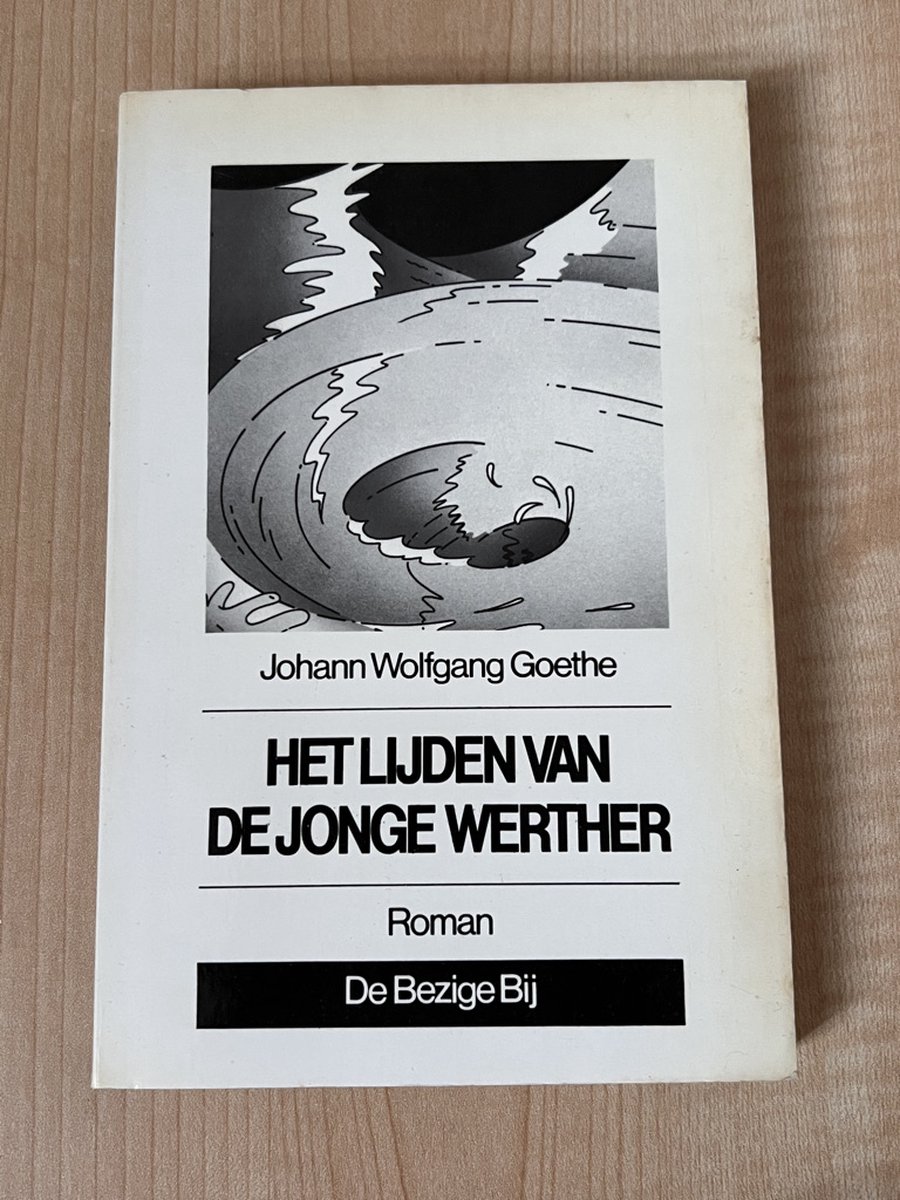 Johann Wolfgang Goethe
HET LIJDEN VAN
DE JONGE WERTHER
Roman
De Bezige Bij